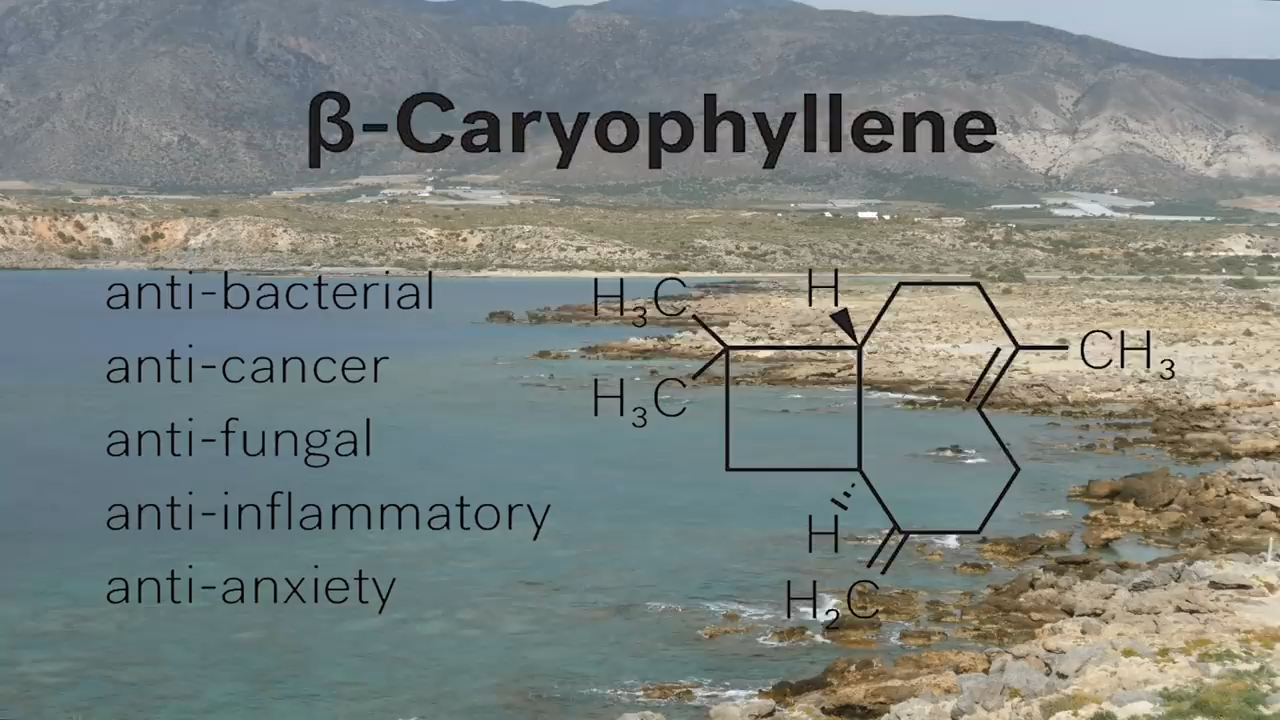 β-Caryophyllene
anti-bacterial
anti-cancer
anti-fungal
anti-inflammatory
anti-anxiety
H₃C
H
CH₃
H₃C
H
H₂C